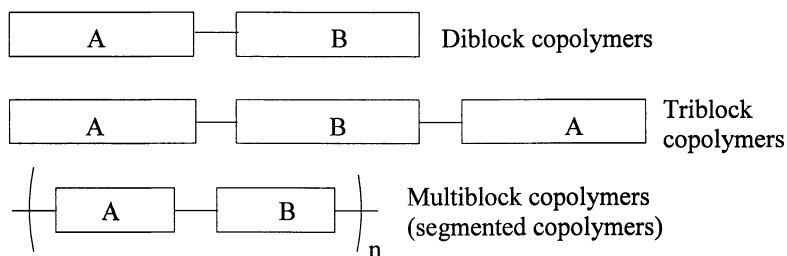 A B Diblock copolymers
A B A Triblock
copolymers
A B Multiblock copolymers
(segmented copolymers)
n